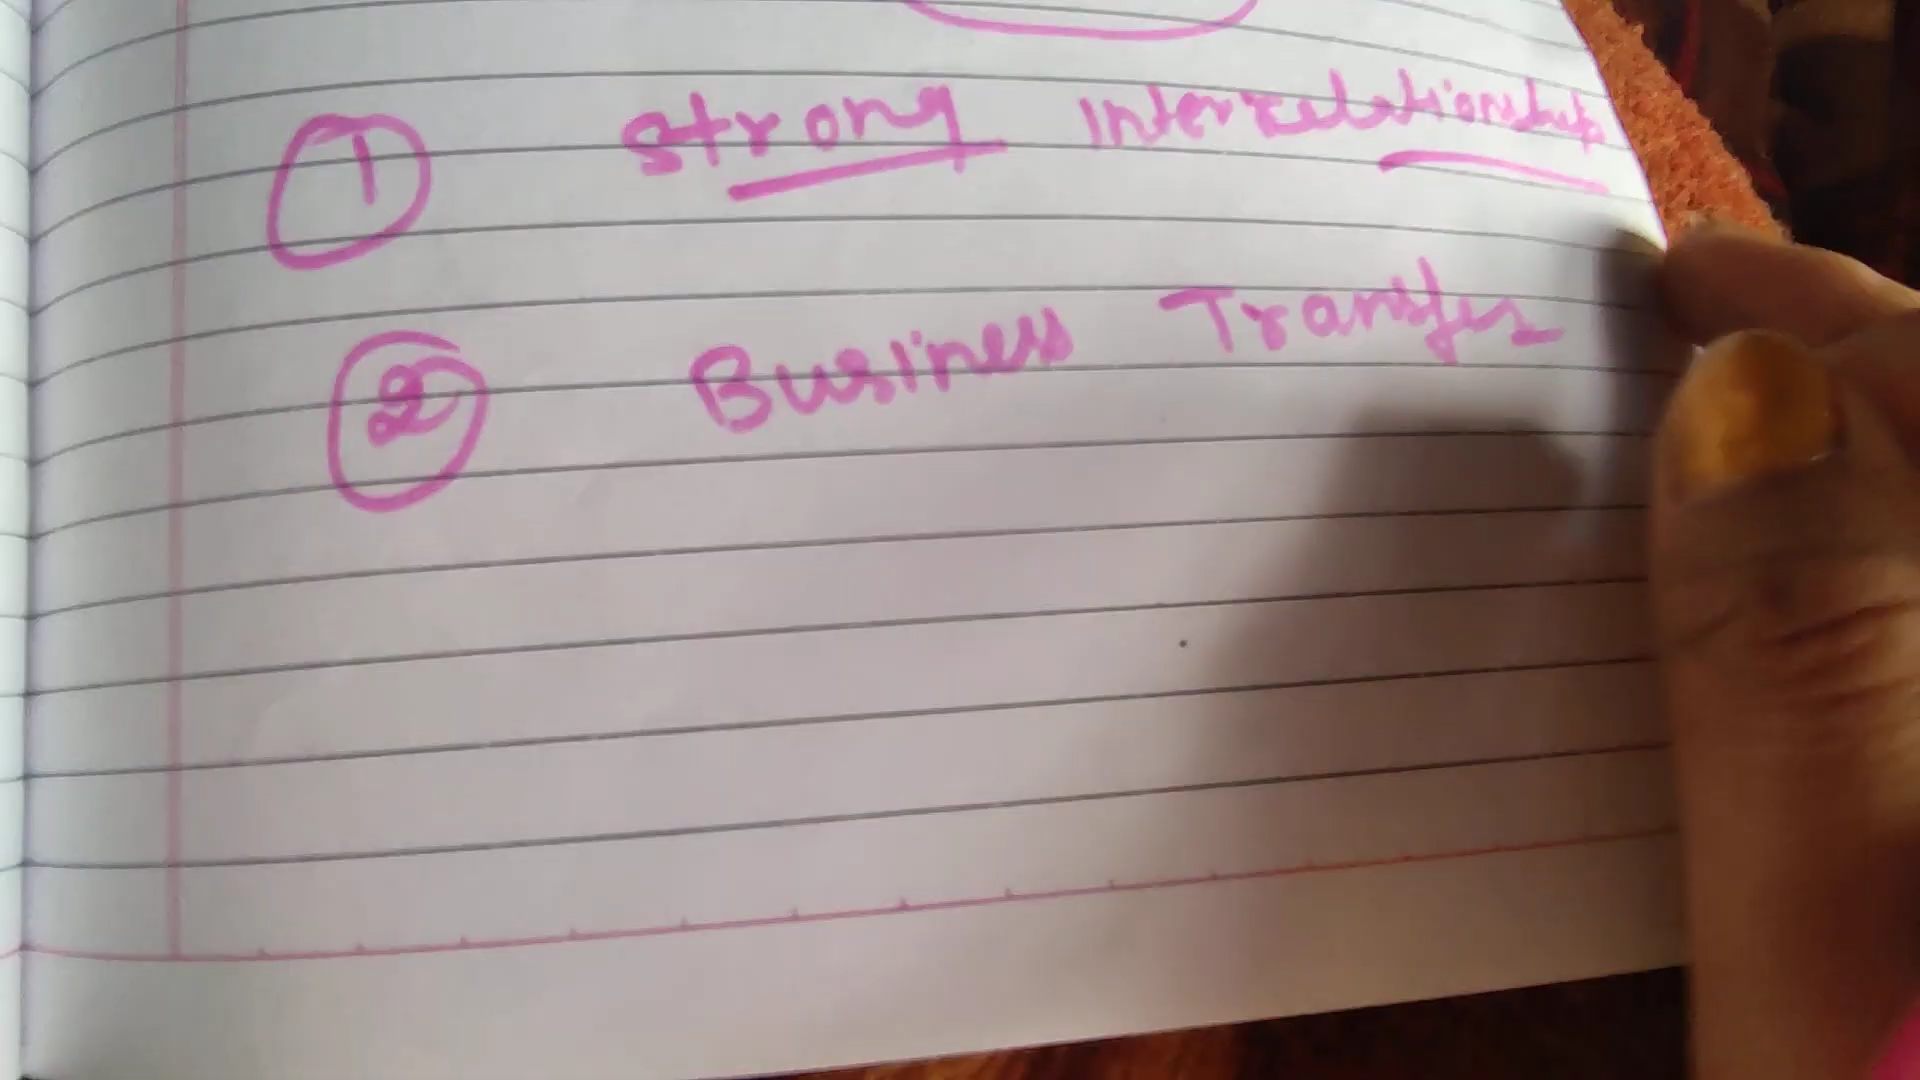 ① Strong Interrelationship
② Business Transfer